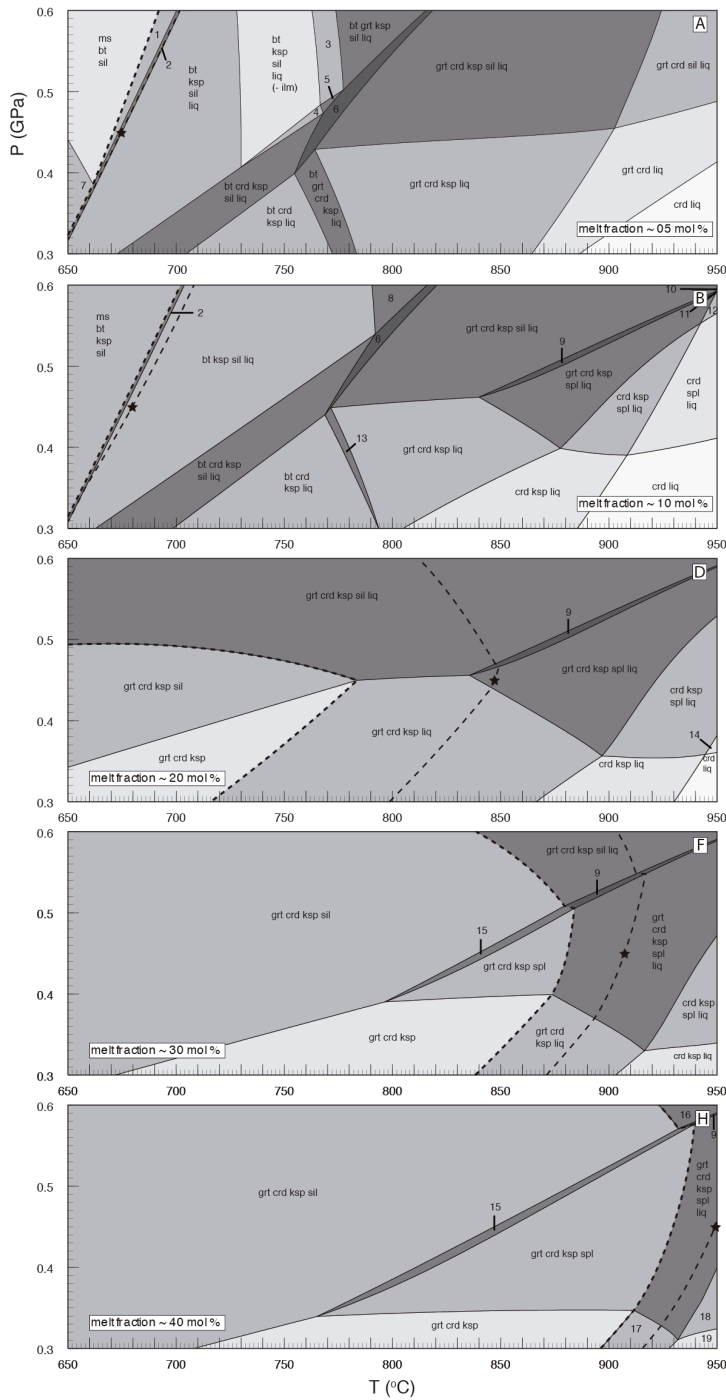 0.6
0.5
0.4
0.3
P (GPa)
A
ms
bt
sil
1
2
bt
ksp
sil
liq
bt
ksp
sil
liq
(- ilm)
3
bt grt ksp
sil liq
grt crd ksp sil liq
grt crd sil liq
5
4
6
7
bt crd ksp
sil liq
bt crd
ksp liq
bt
grt
crd
ksp
liq
grt crd ksp liq
grt crd liq
crd liq
melt fraction ~ 05 mol %
650
700
750
800
850
900
950
0.6
0.5
0.4
0.3
B
ms
bt
ksp
sil
2
bt ksp sil liq
8
6
grt crd ksp sil liq
9
10
11
12
grt crd ksp
spl liq
crd ksp
spl liq
crd
spl
liq
13
bt crd ksp
sil liq
bt crd
ksp liq
grt crd ksp liq
crd ksp liq
crd liq
melt fraction ~ 10 mol %
650
700
750
800
850
900
950
0.6
0.5
0.4
0.3
D
grt crd ksp sil liq
9
grt crd ksp spl liq
grt crd ksp sil
grt crd ksp liq
crd ksp
spl liq
grt crd ksp
14
crd ksp liq
crd
liq
melt fraction ~ 20 mol %
650
700
750
800
850
900
950
0.6
0.5
0.4
0.3
F
grt crd ksp sil liq
9
grt crd ksp sil
15
grt
crd
ksp
spl
liq
grt crd ksp spl
grt crd ksp
grt crd
ksp liq
crd ksp
spl liq
crd ksp liq
melt fraction ~ 30 mol %
650
700
750
800
850
900
950
0.6
0.5
0.4
0.3
H
16
9
grt crd ksp sil
15
grt
crd
ksp
spl
liq
grt crd ksp spl
grt crd ksp
17
18
19
melt fraction ~ 40 mol %
650
700
750
800
850
900
950
T (°C)